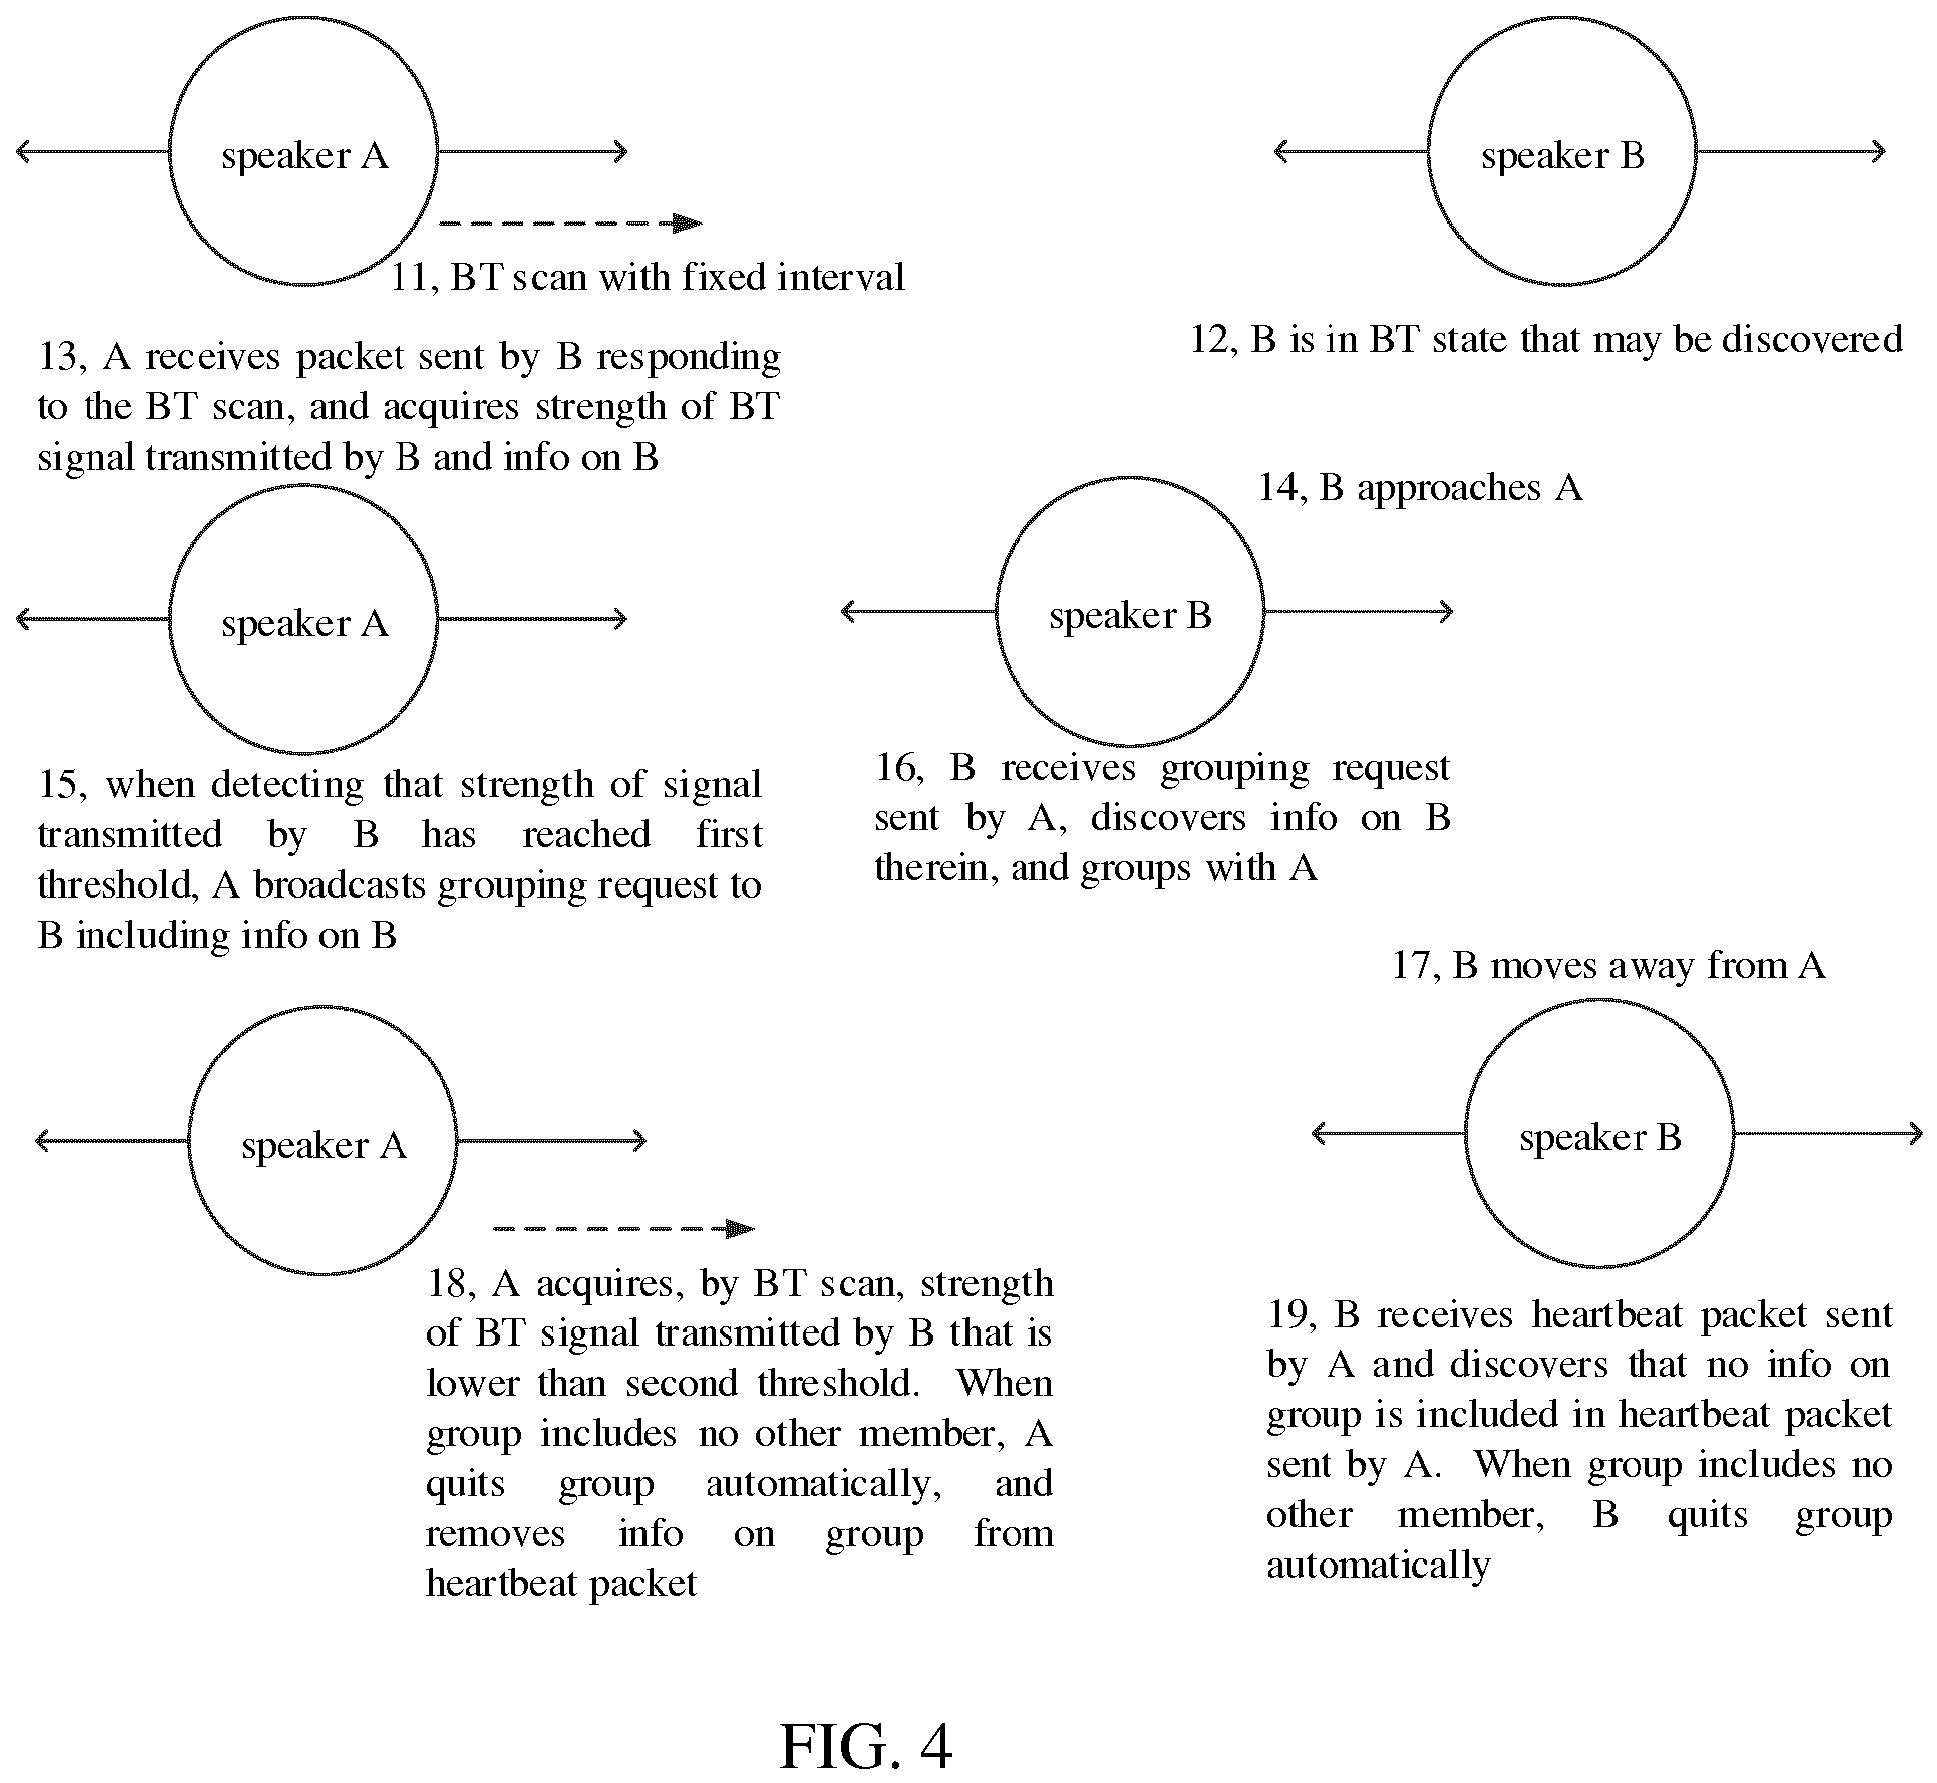 speaker A
speaker B
11, BT scan with fixed interval
12, B is in BT state that may be discovered
13, A receives packet sent by B responding
to the BT scan, and acquires strength of BT
signal transmitted by B and info on B
14, B approaches A
speaker A
speaker B
15, when detecting that strength of signal
transmitted by B has reached first
threshold, A broadcasts grouping request to
B including info on B
16, B receives grouping request
sent by A, discovers info on B
therein, and groups with A
17, B moves away from A
speaker A
speaker B
18, A acquires, by BT scan, strength
of BT signal transmitted by B that is
lower than second threshold. When
group includes no other member, A
quits group automatically, and
removes info on group from
heartbeat packet
19, B receives heartbeat packet sent
by A and discovers that no info on
group is included in heartbeat packet
sent by A. When group includes no
other member, B quits group
automatically
FIG. 4